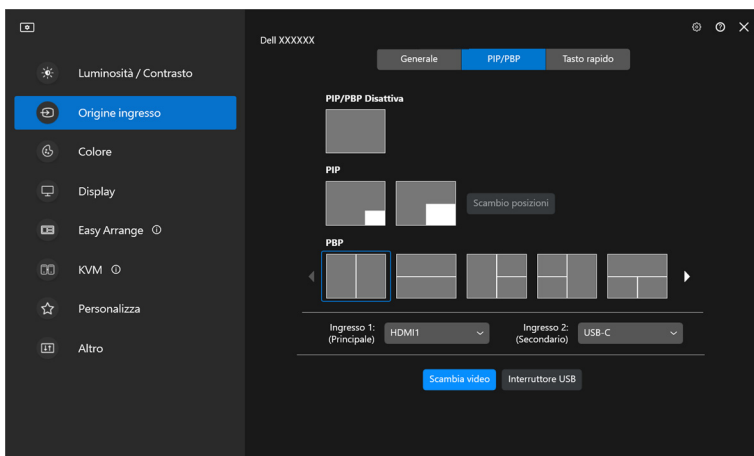 Dell XXXXXX
Luminosità / Contrasto
Origine ingresso
Colore
Display
Easy Arrange
KVM
Personalizza
Altro
Generale PIP/PBP Tasto rapido
PIP/PBP Disattiva
PIP
Scambio posizioni
PBP
Ingresso 1: HDMI1 Ingresso 2: USB-C
(Principale) (Secondario)
Scambia video Interruttore USB